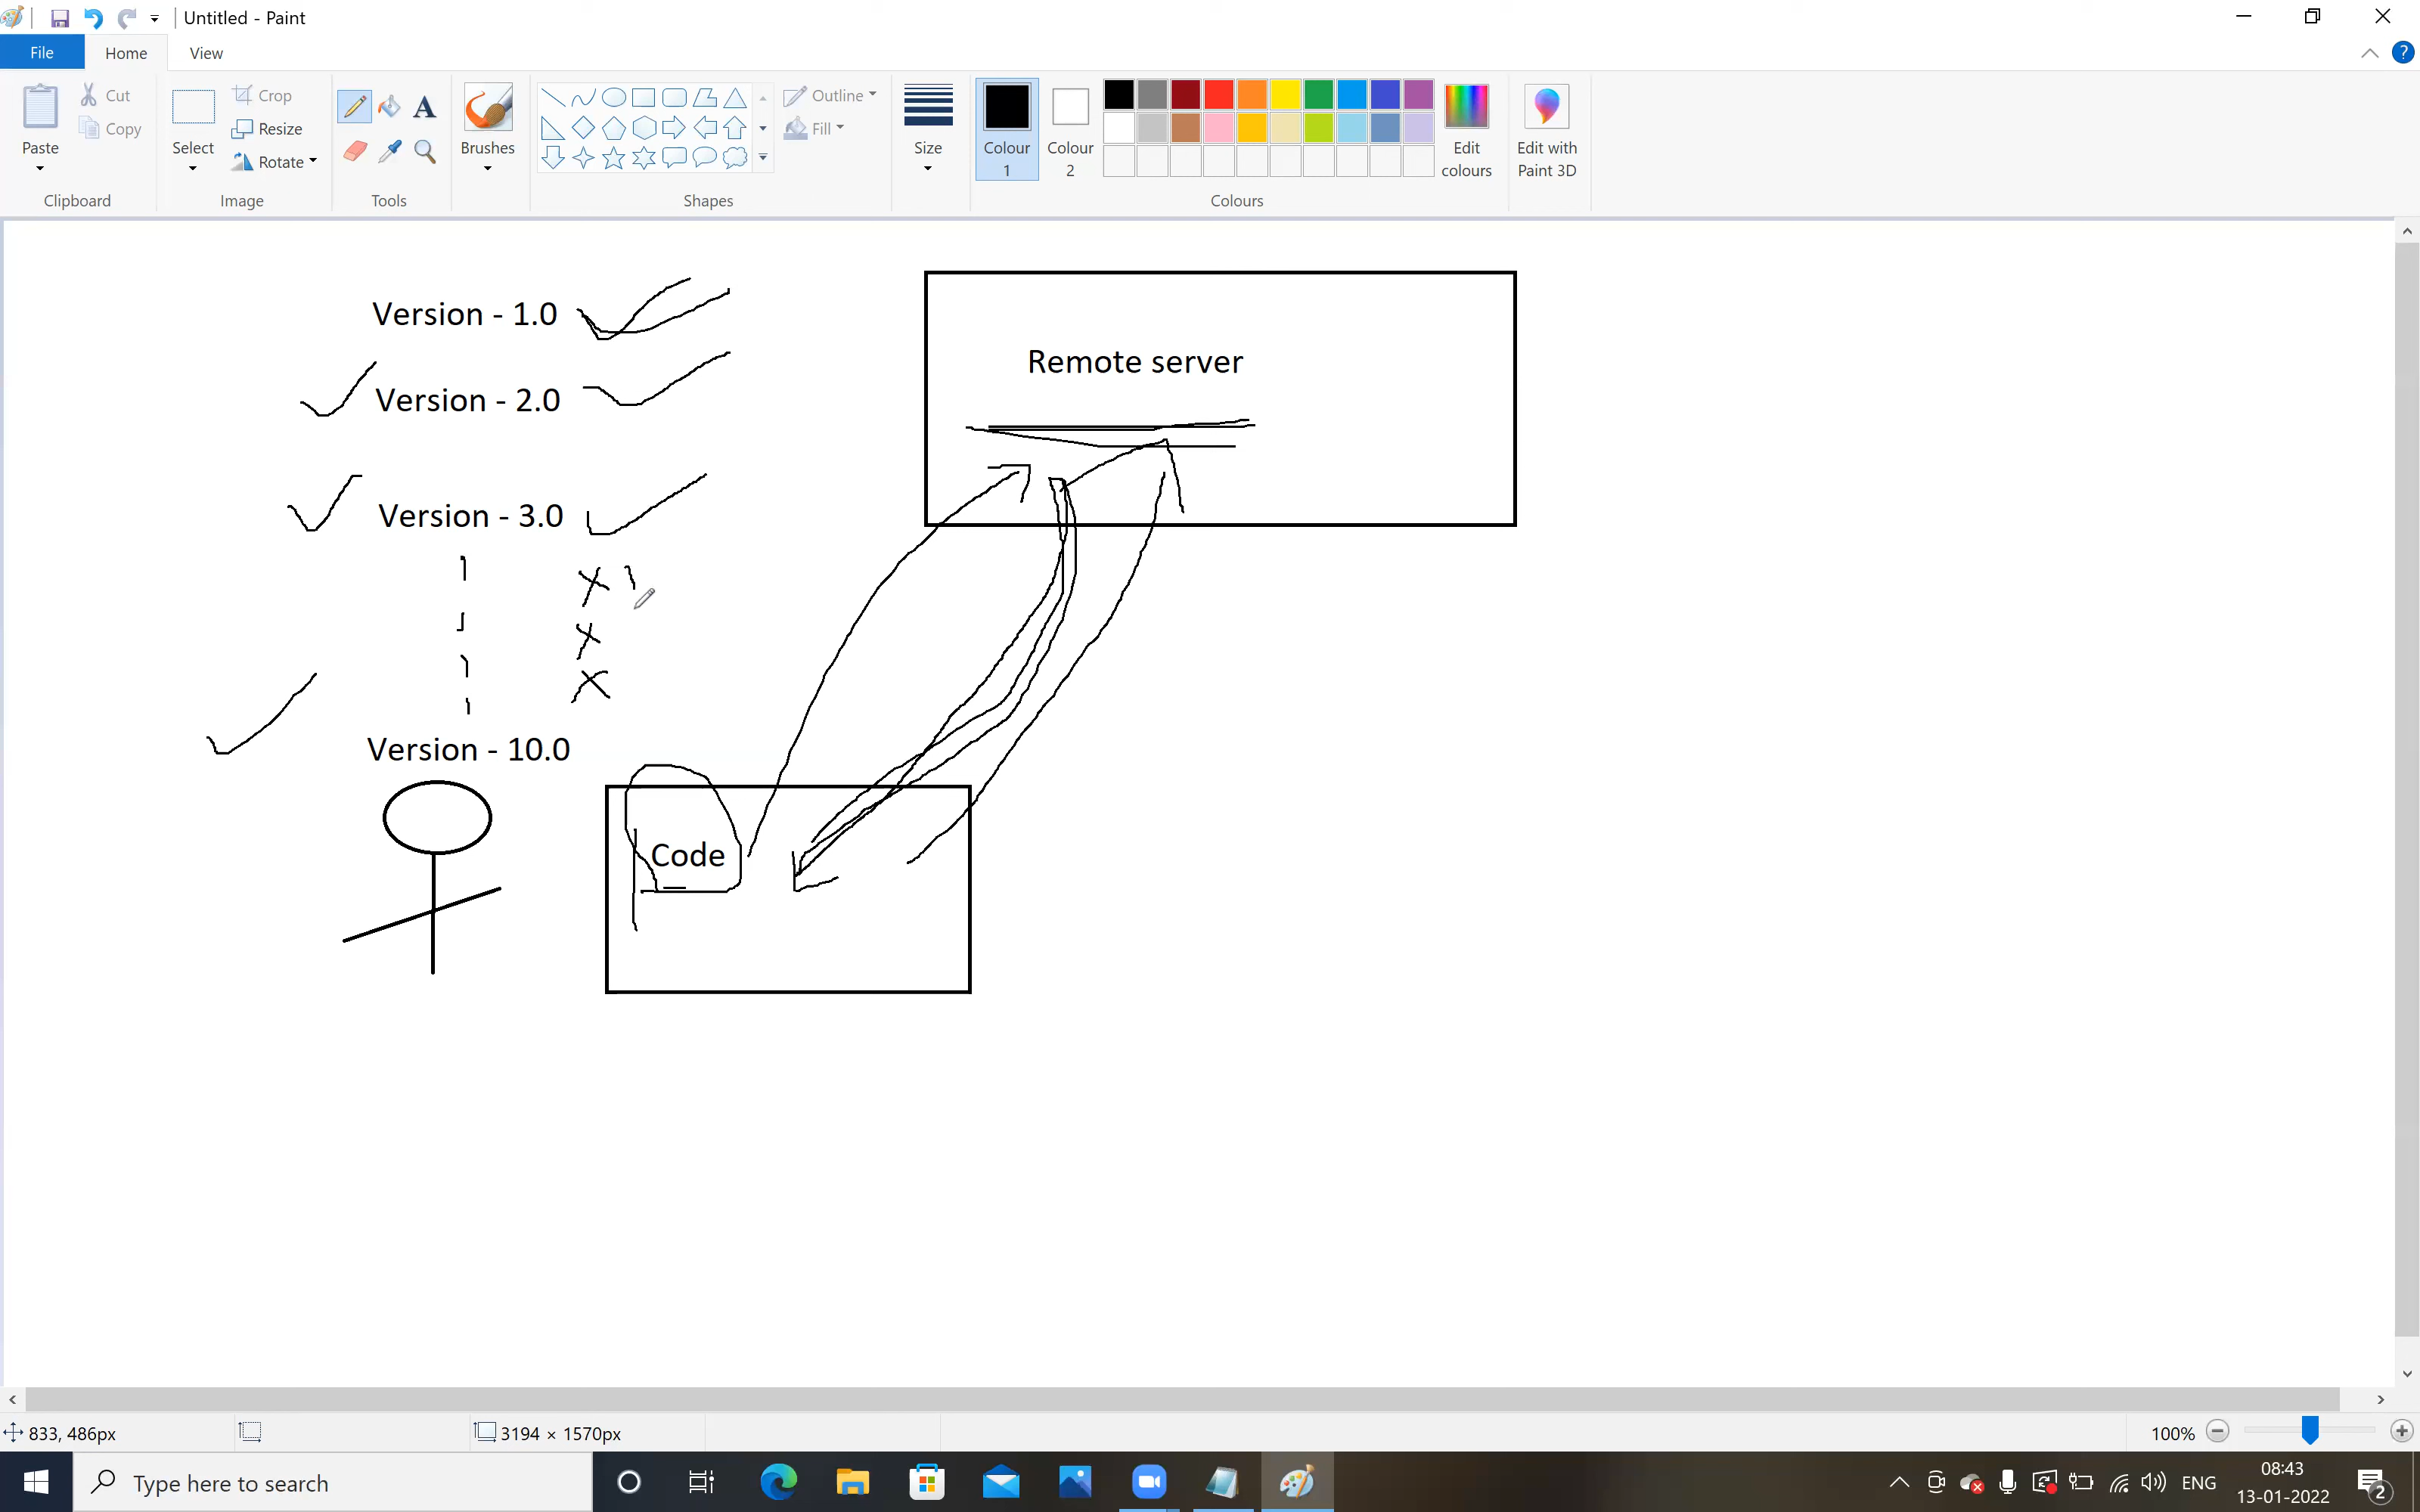 Untitled - Paint
File Home View
Paste
Cut
Copy
Clipboard
Select
Crop
Resize
Rotate
Image
Tools
Brushes
Shapes
Outline
Fill
Size
Colour 1
Colour 2
Edit colours
Edit with Paint 3D
Colours
Version - 1.0
Version - 2.0
Version - 3.0
Version - 10.0
Remote server
Code
833, 486px
3194 × 1570px
100%
Type here to search
ENG
08:43
13-01-2022
2